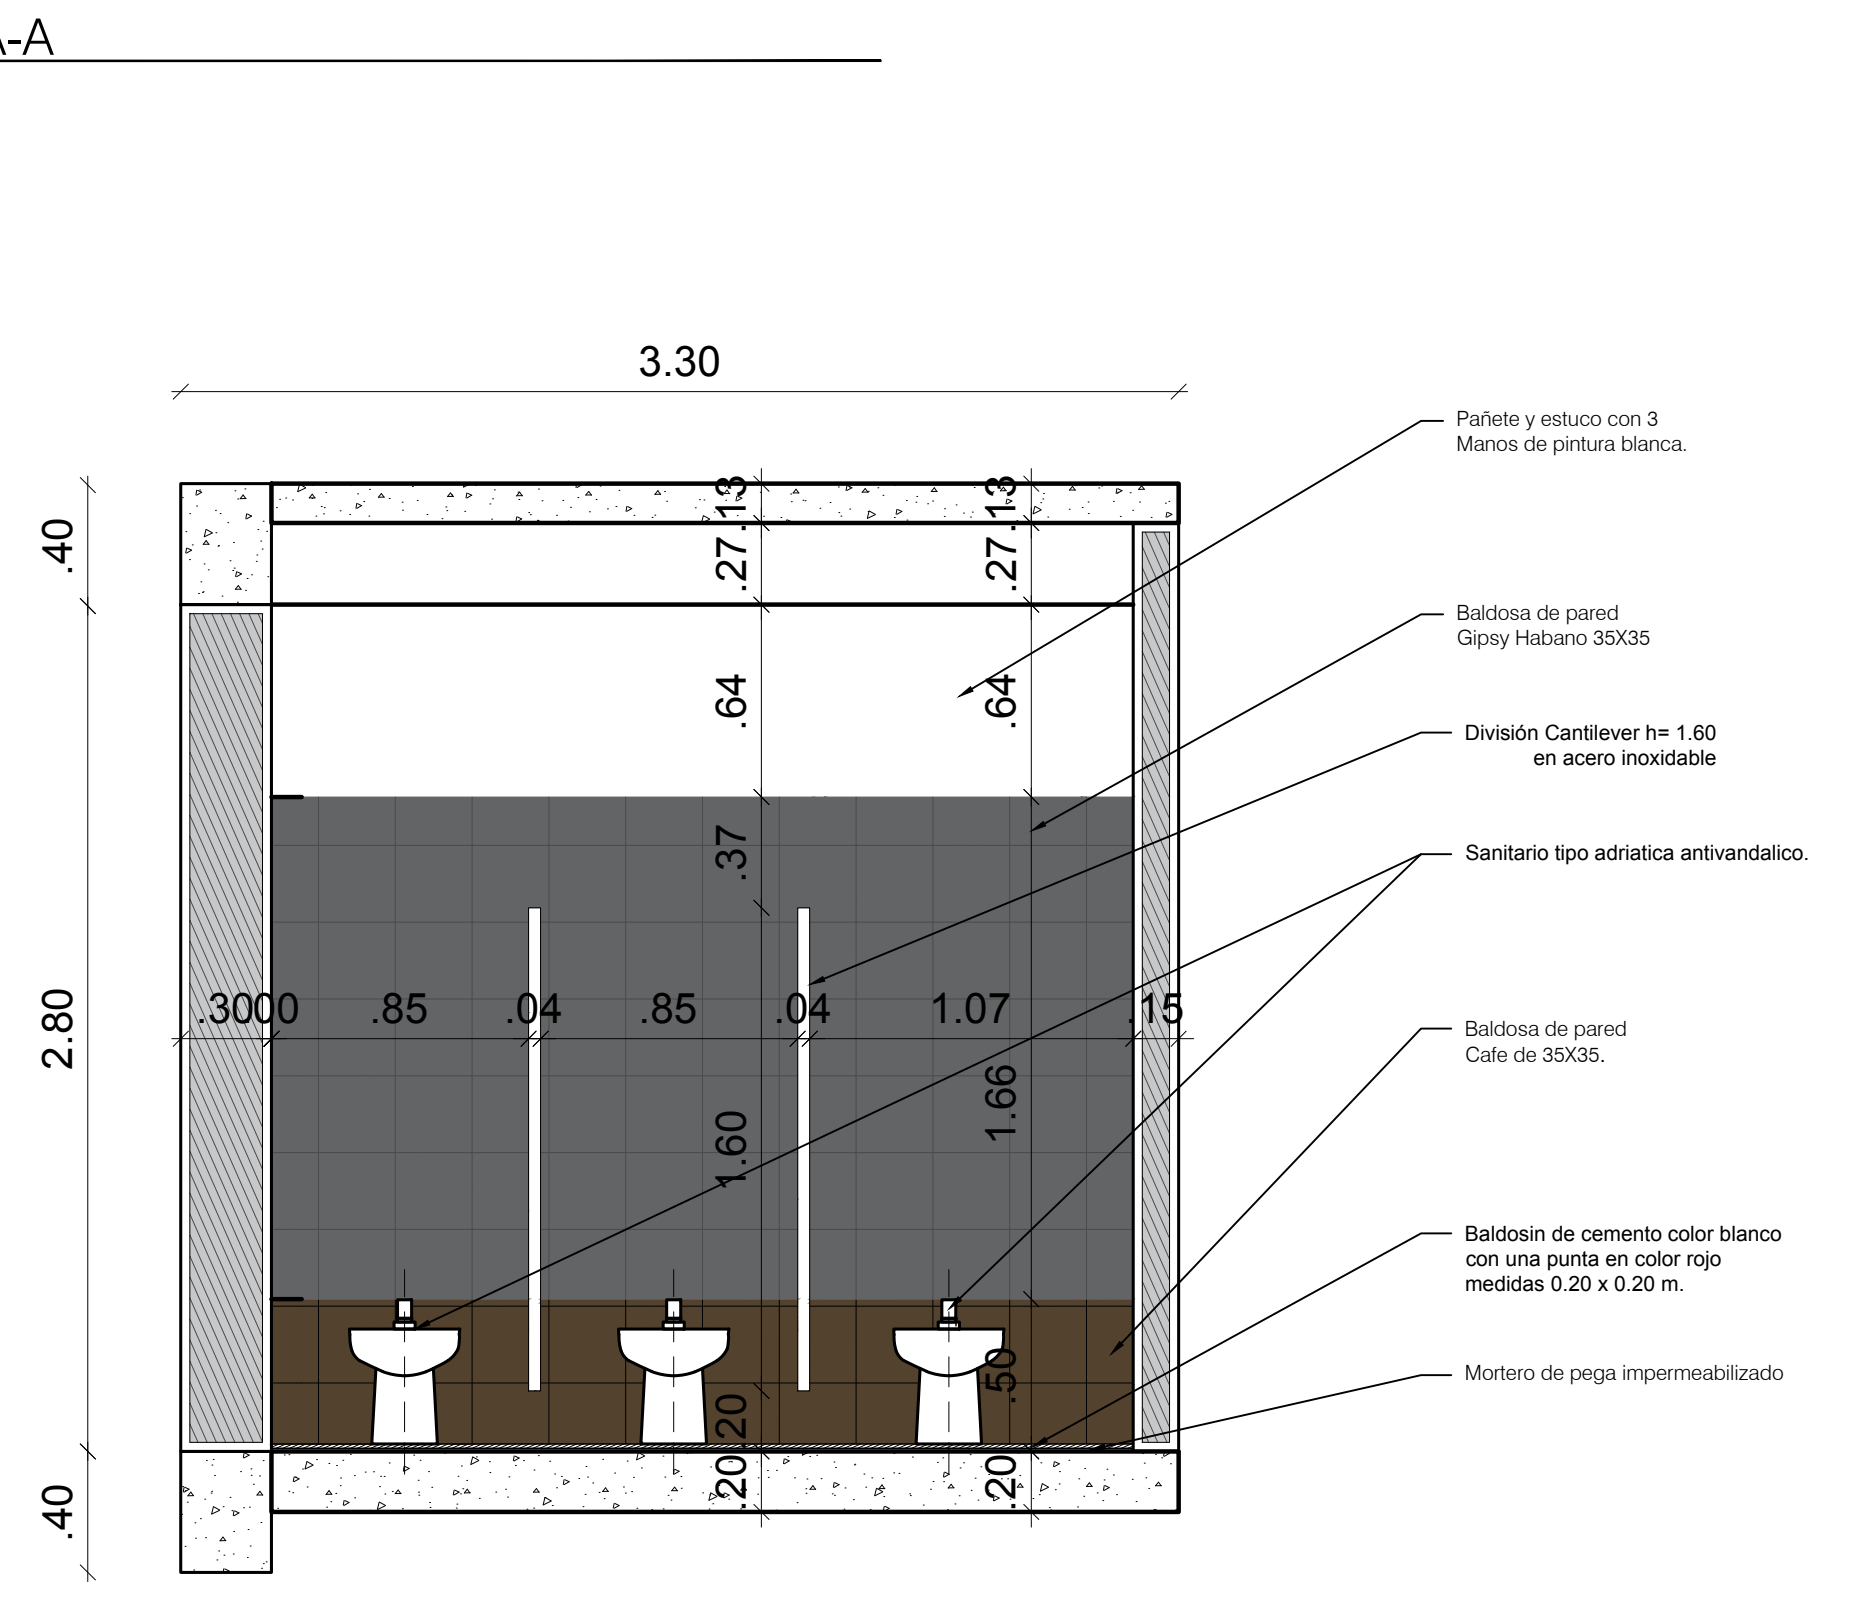 A-A
3.30
Pañete y estuco con 3
Manos de pintura blanca.
.40
.13
.13
.27
.27
Baldosa de pared
Gipsy Habano 35X35
.64
.64
División Cantilever h= 1.60
en acero inoxidable
.37
Sanitario tipo adriatica antivandalico.
2.80
.3000
.85
.04
.85
.04
1.07
.15
Baldosa de pared
Cafe de 35X35.
1.66
1.60
Baldosin de cemento color blanco
con una punta en color rojo
medidas 0.20 x 0.20 m.
.50
Mortero de pega impermeabilizado
.20
.20
.20
.40